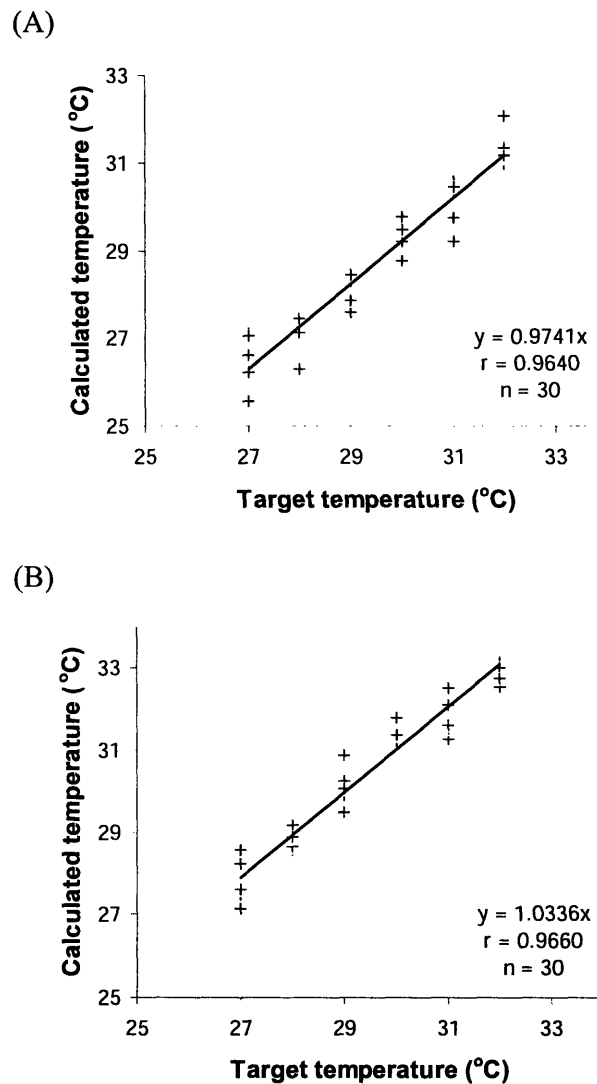 (A)
Calculated temperature (°C)
33
31
29
27
25
y = 0.9741x
r = 0.9640
n = 30
25 27 29 31 33
Target temperature (°C)
(B)
Calculated temperature (°C)
33
31
29
27
25
y = 1.0336x
r = 0.9660
n = 30
25 27 29 31 33
Target temperature (°C)